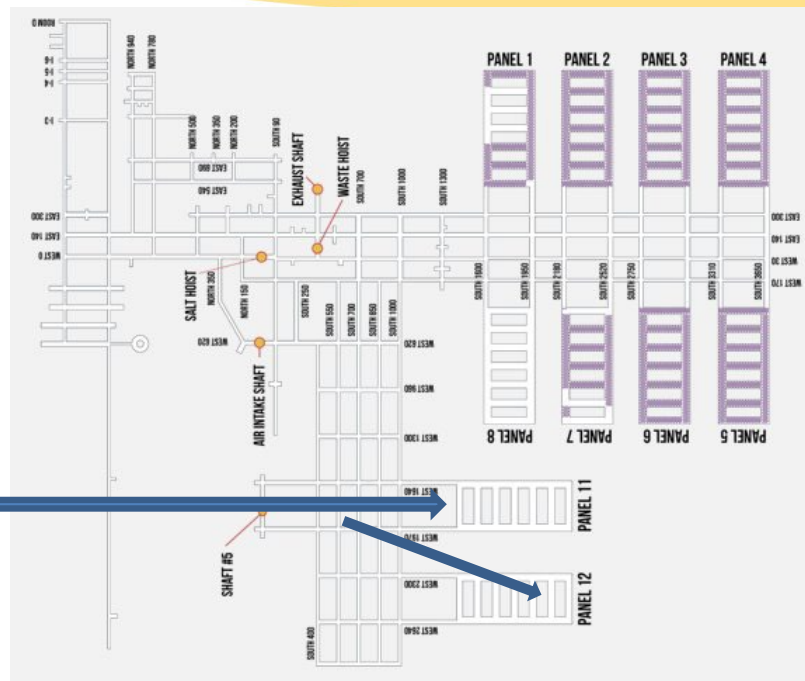 ROOM D
I-6
I-5
I-4
I-3
NORTH 940
NORTH 780
NORTH 500
NORTH 350
NORTH 200
SOUTH 90
EAST 540
EXHAUST SHAFT
WASTE HOIST
SOUTH 700
SOUTH 1000
SOUTH 1300
PANEL 1
PANEL 2
PANEL 3
PANEL 4
EAST 300
EAST 140
WEST 0
EAST 300
EAST 140
WEST 30
WEST 170
SALT HOIST
NORTH 350
NORTH 150
SOUTH 250
SOUTH 550
SOUTH 700
SOUTH 850
SOUTH 1000
SOUTH 1600
SOUTH 1950
SOUTH 2180
SOUTH 2520
SOUTH 2750
SOUTH 3310
SOUTH 3650
WEST 620
AIR INTAKE SHAFT
WEST 620
WEST 960
WEST 1300
PANEL 8
PANEL 7
PANEL 6
PANEL 5
WEST 1640
PANEL 11
WEST 1970
SHAFT #5
WEST 2300
PANEL 12
WEST 2640
SOUTH 400